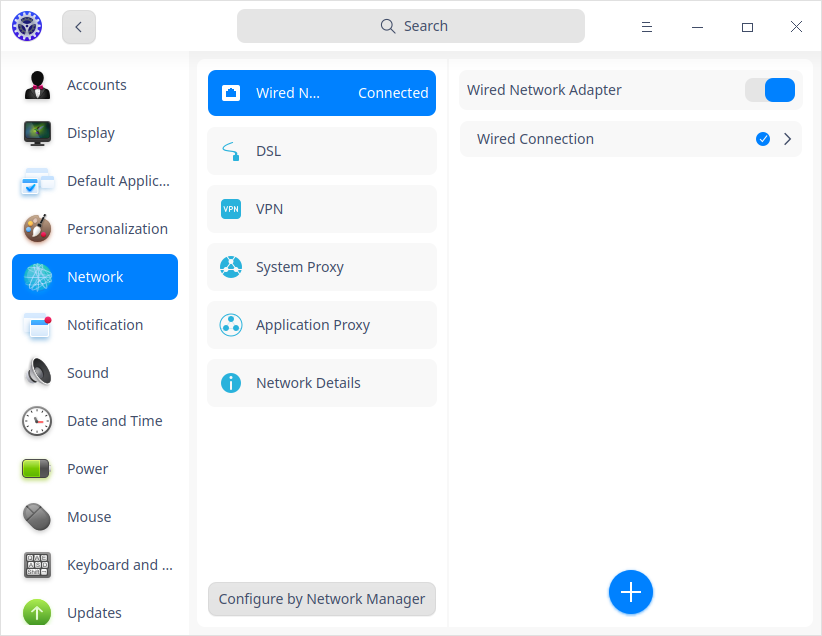 Search
Accounts
Display
Default Applic...
Personalization
Network
Notification
Sound
Date and Time
Power
Mouse
Keyboard and ...
Updates
Wired N... Connected
DSL
VPN
VPN
System Proxy
Application Proxy
Network Details
Configure by Network Manager
Wired Network Adapter
Wired Connection